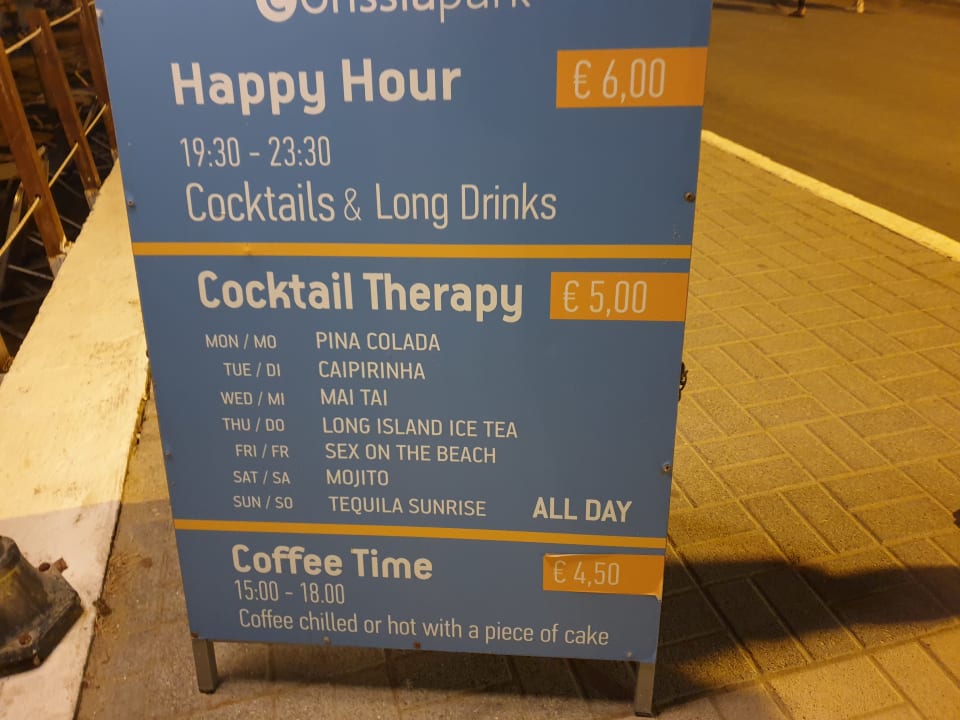 Happy Hour € 6,00
19:30 - 23:30
Cocktails & Long Drinks
Cocktail Therapy € 5,00
MON / MO PINA COLADA
TUE / DI CAIPIRINHA
WED / MI MAI TAI
THU / DO LONG ISLAND ICE TEA
FRI / FR SEX ON THE BEACH
SAT / SA MOJITO
SUN / SO TEQUILA SUNRISE ALL DAY
Coffee Time € 4,50
15:00 - 18.00
Coffee chilled or hot with a piece of cake